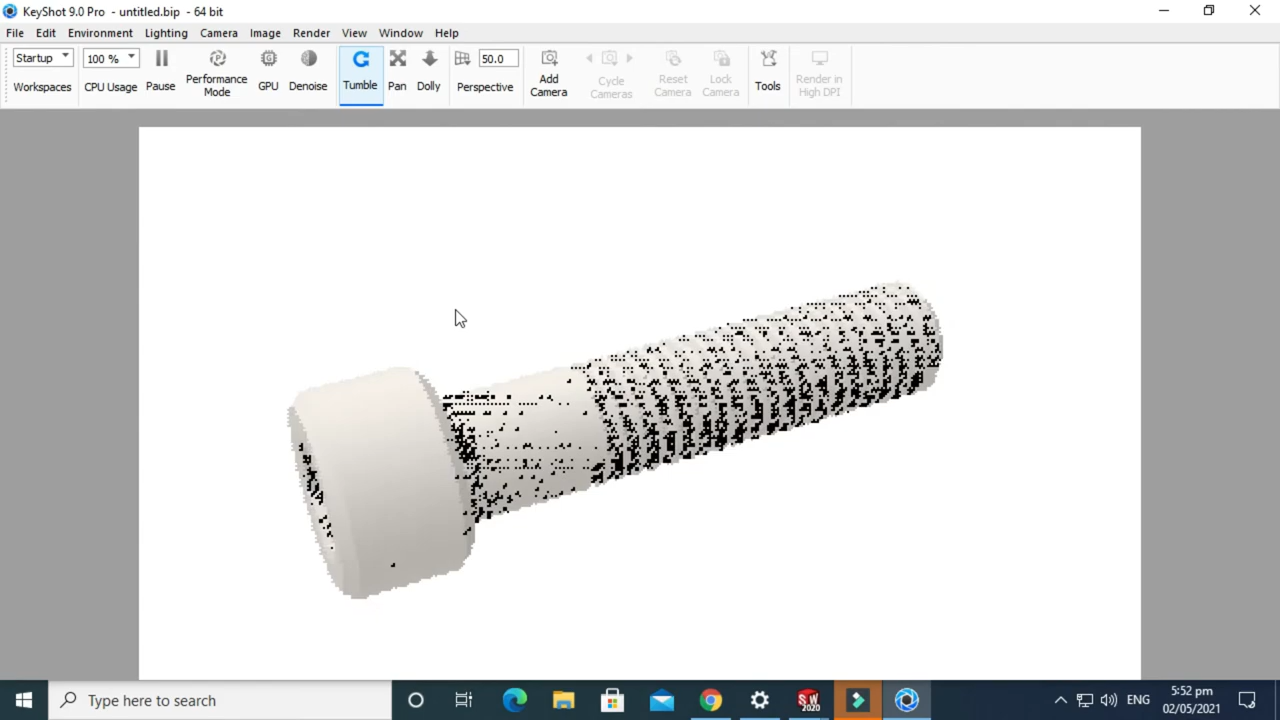 KeyShot 9.0 Pro - untitled.bip - 64 bit
File Edit Environment Lighting Camera Image Render View Window Help
Startup 100 % 50.0
Workspaces CPU Usage Pause Performance Mode GPU Denoise Tumble Pan Dolly Perspective Add Camera Cycle Cameras Reset Camera Lock Camera Tools Render in High DPI
Type here to search
SW 2020
ENG
5:52 pm
02/05/2021